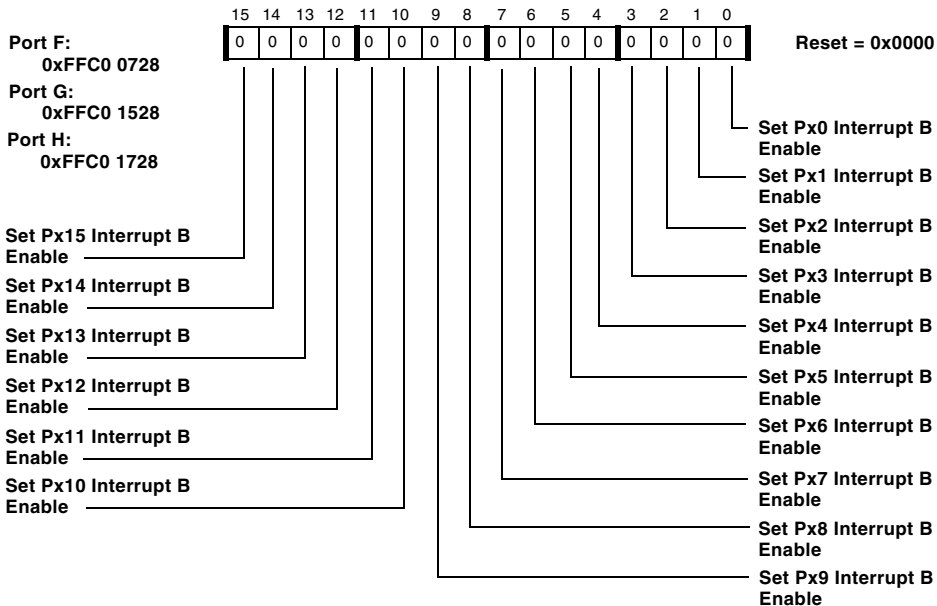 15 14 13 12 11 10 9 8 7 6 5 4 3 2 1 0
0 0 0 0 0 0 0 0 0 0 0 0 0 0 0 0
Reset = 0x0000
Port F:
0xFFC0 0728
Port G:
0xFFC0 1528
Port H:
0xFFC0 1728
Set Px15 Interrupt B
Enable
Set Px14 Interrupt B
Enable
Set Px13 Interrupt B
Enable
Set Px12 Interrupt B
Enable
Set Px11 Interrupt B
Enable
Set Px10 Interrupt B
Enable
Set Px0 Interrupt B
Enable
Set Px1 Interrupt B
Enable
Set Px2 Interrupt B
Enable
Set Px3 Interrupt B
Enable
Set Px4 Interrupt B
Enable
Set Px5 Interrupt B
Enable
Set Px6 Interrupt B
Enable
Set Px7 Interrupt B
Enable
Set Px8 Interrupt B
Enable
Set Px9 Interrupt B
Enable